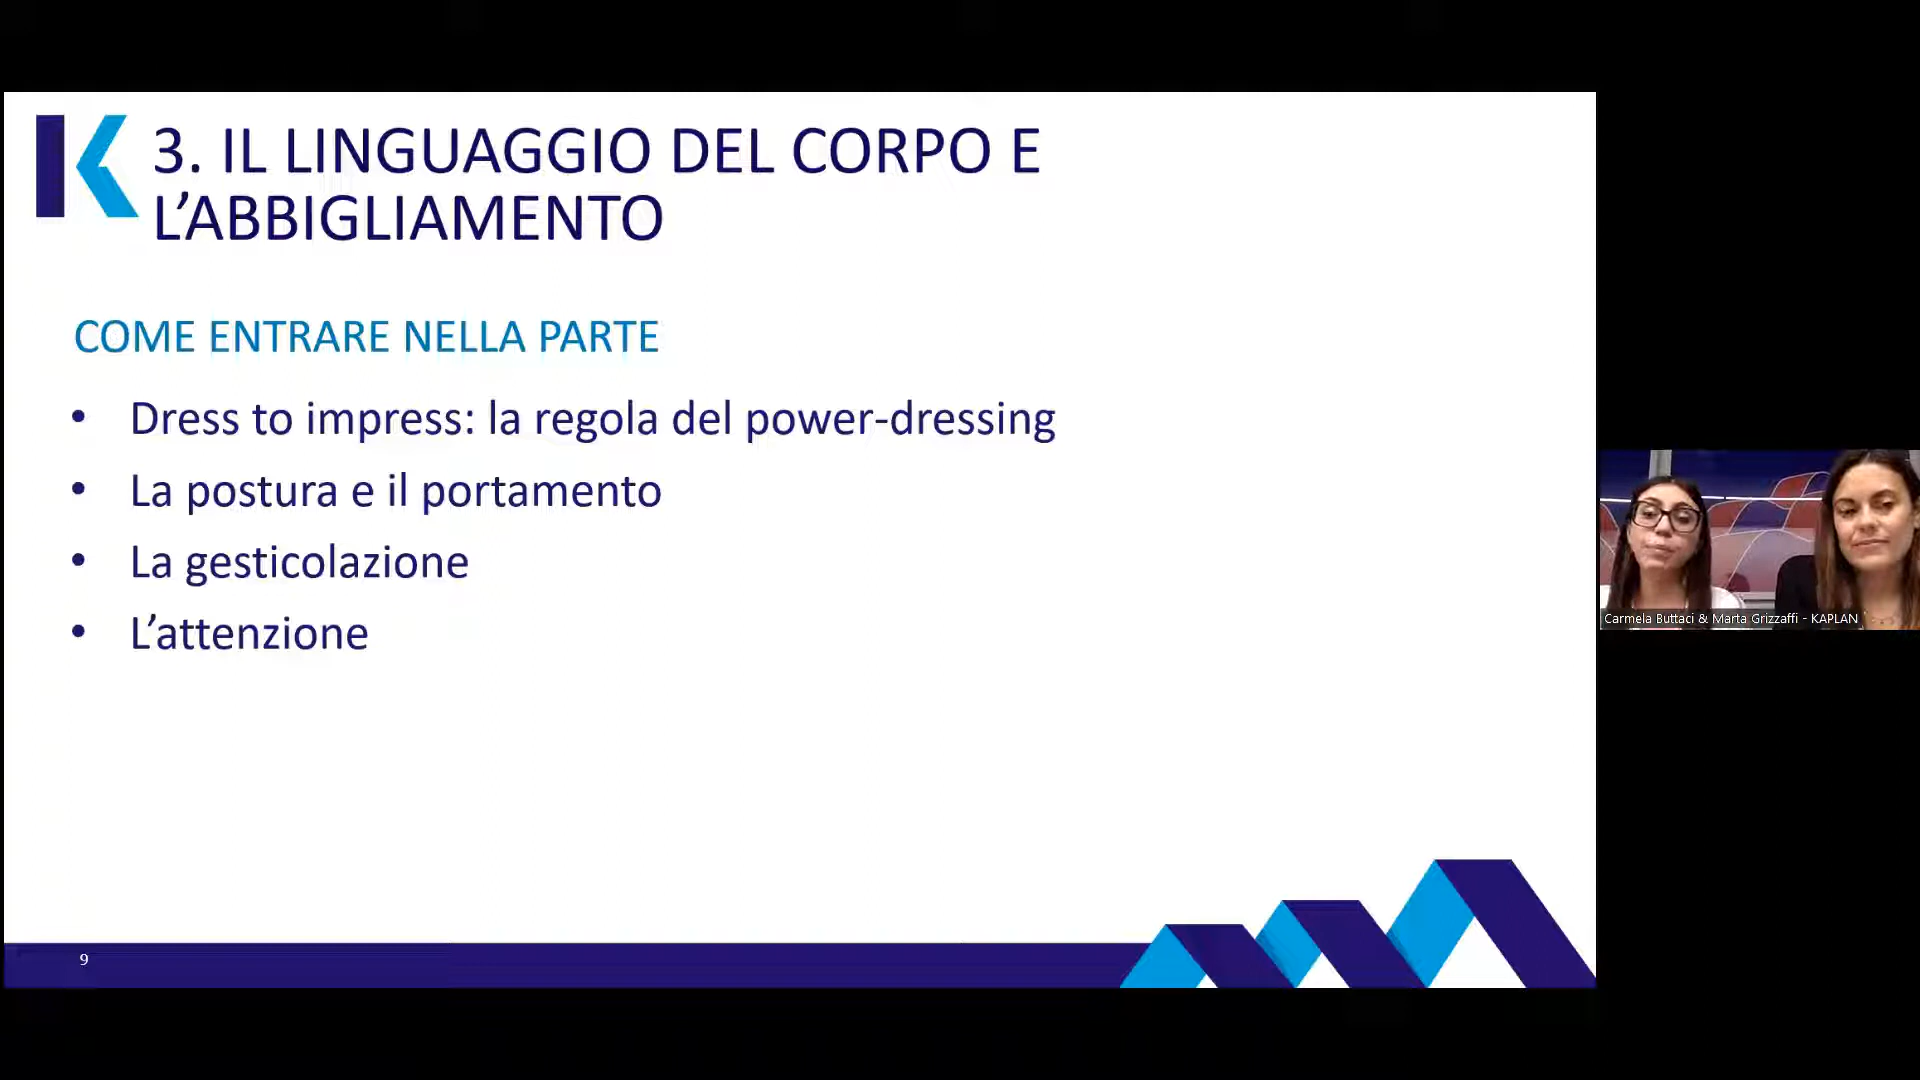 3. IL LINGUAGGIO DEL CORPO E
L’ABBIGLIAMENTO
COME ENTRARE NELLA PARTE
• Dress to impress: la regola del power-dressing
• La postura e il portamento
• La gesticolazione
• L’attenzione
Carmela Buttaci & Marta Grizzaffi - KAPLAN
9